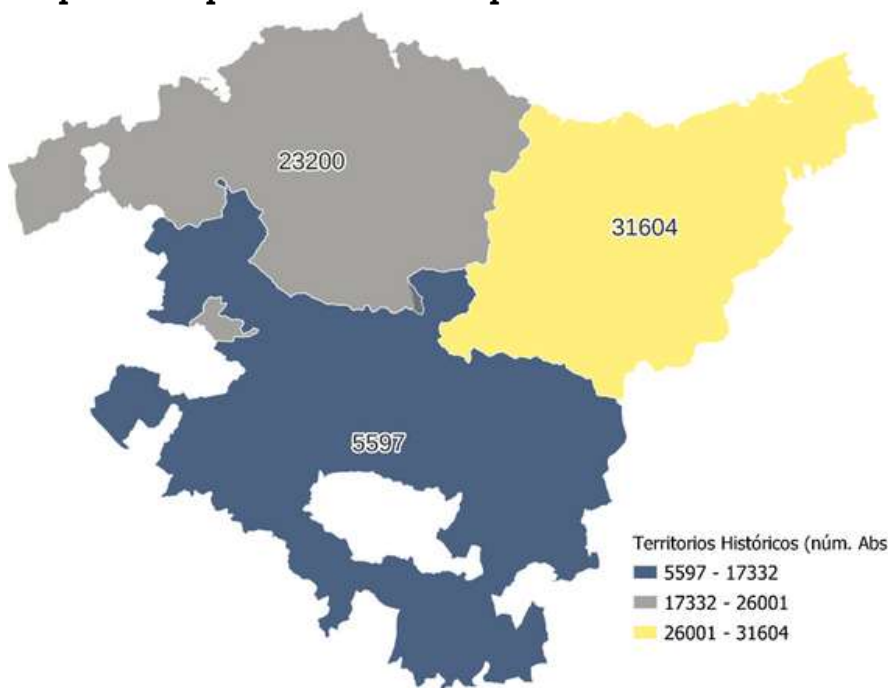 23200
31604
5597
Territorios Históricos (núm. Abs
5597 - 17332
17332 - 26001
26001 - 31604